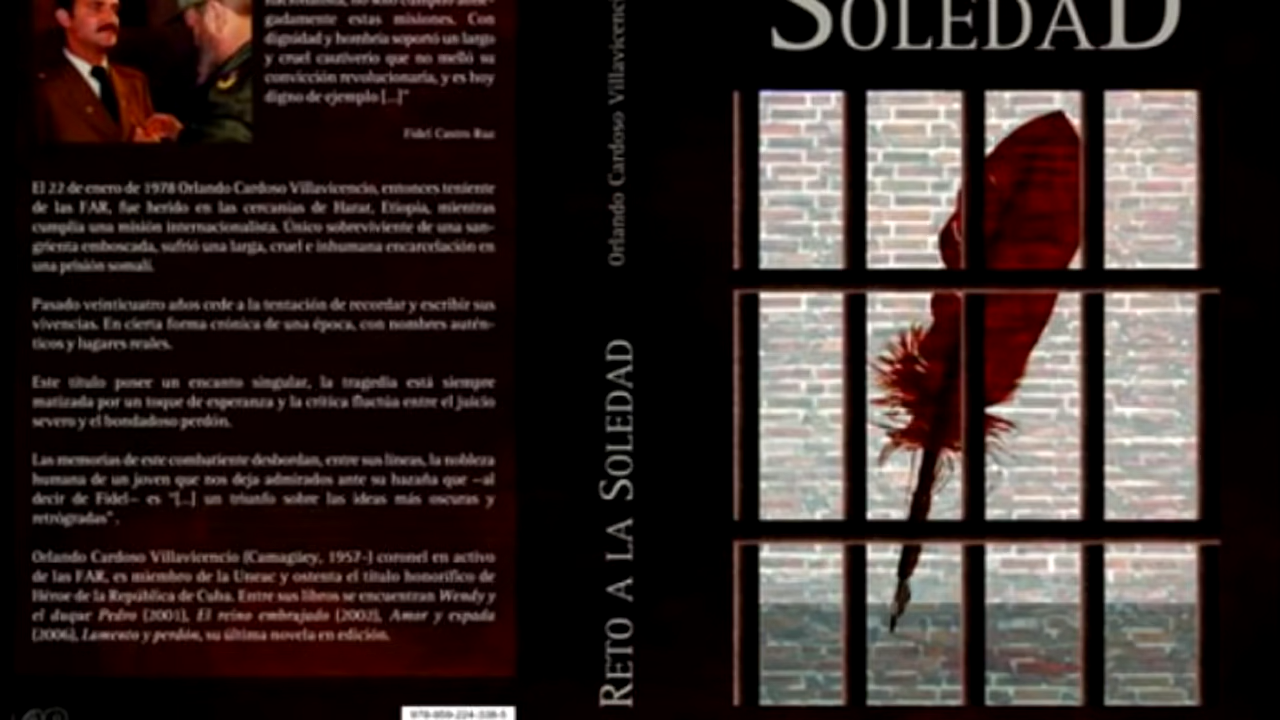 nacionalista, no sólo cumplió abne-
gadamente estas misiones. Con
dignidad y hombría soportó un largo
y cruel cautiverio que no melló su
convicción revolucionaria, y es hoy
digno de ejemplo [...]"
Fidel Castro Ruz
El 22 de enero de 1978 Orlando Cardoso Villavicencio, entonces teniente
de las FAR, fue herido en las cercanías de Harar, Etiopía, mientras
cumplía una misión internacionalista. Único sobreviviente de una san-
grienta emboscada, sufrió una larga, cruel e inhumana encarcelación en
una prisión somalí.
Pasado veinticuatro años cede a la tentación de recordar y escribir sus
vivencias. En cierta forma crónica de una época, con nombres autén-
ticos y lugares reales.
Este título poser un encanto singular, la tragedia está siempre
matizada por un toque de esperanza y la crítica fluctúa entre el juicio
severo y el bondadoso perdón.
Las memorias de este combatiente desbordan, entre sus líneas, la nobleza
humana de un joven que nos deja admirados ante su hazaña que —al
decir de Fidel— es "[...] un triunfo sobre las ideas más oscuras y
retrógradas".
Orlando Cardoso Villavicencio (Camagüey, 1957-) coronel en activo
de las FAR, es miembro de la Uneac y ostenta el título honorífico de
Héroe de la República de Cuba. Entre sus libros se encuentran Wendy y
el duque Pedro (2001), El reino embrujado (2002), Amor y espada
(2006), Lamento y perdón, su última novela en edición.
RETO A LA SOLEDAD
Orlando Cardoso Villavicenc
SOLEDAD